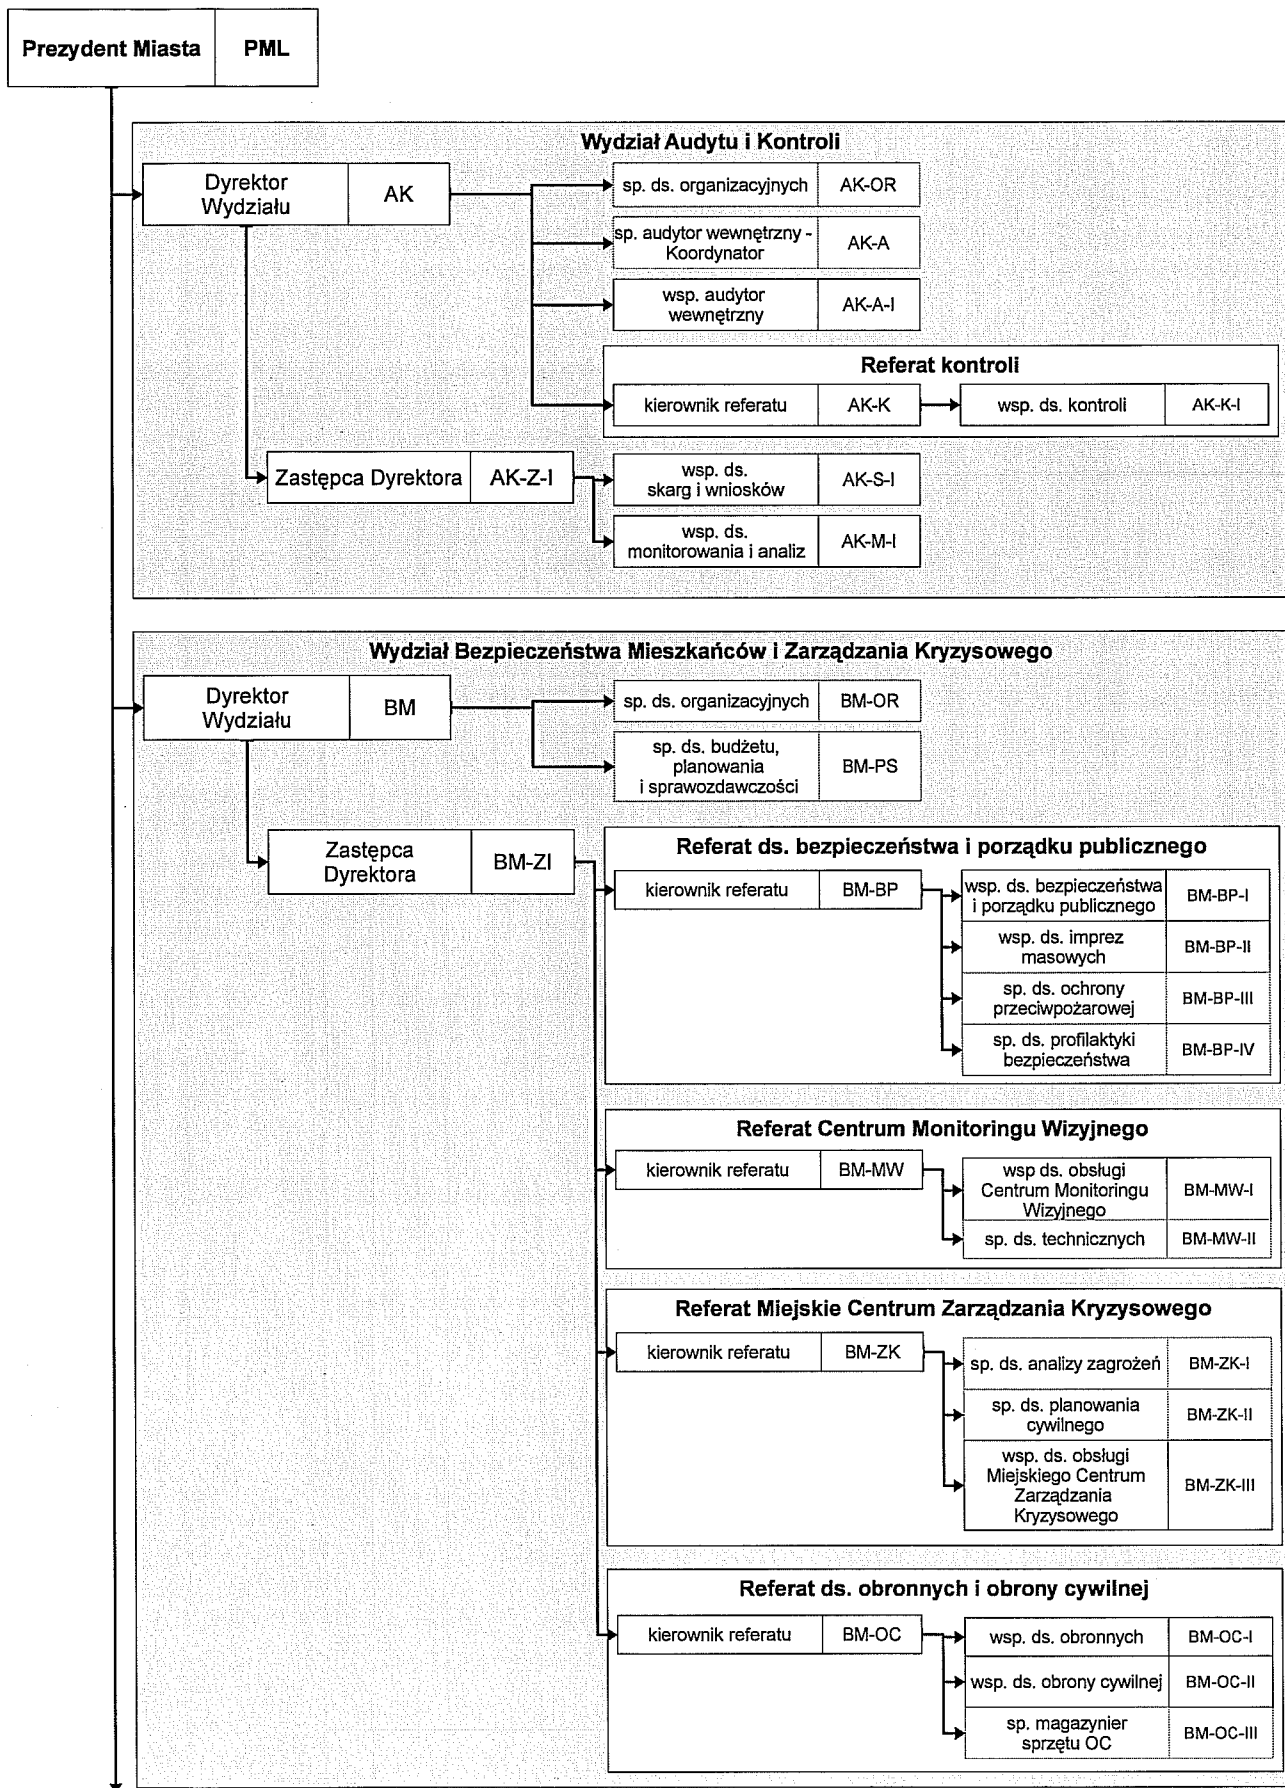 Prezydent Miasta PML
Wydział Audytu i Kontroli
Dyrektor
Wydziału
AK
sp. ds. organizacyjnych AK-OR
sp. audytor wewnętrzny -
Koordynator
AK-A
wsp. audytor
wewnętrzny
AK-A-I
Referat kontroli
kierownik referatu AK-K wsp. ds. kontroli AK-K-I
Zastępca Dyrektora AK-Z-I
wsp. ds.
skarg i wniosków
AK-S-I
wsp. ds.
monitorowania i analiz
AK-M-I
Wydział Bezpieczeństwa Mieszkańców i Zarządzania Kryzysowego
Dyrektor
Wydziału
BM
sp. ds. organizacyjnych BM-OR
sp. ds. budżetu,
planowania
i sprawozdawczości
BM-PS
Zastępca
Dyrektora
BM-ZI
Referat ds. bezpieczeństwa i porządku publicznego
kierownik referatu BM-BP
wsp. ds. bezpieczeństwa
i porządku publicznego
BM-BP-I
wsp. ds. imprez
masowych
BM-BP-II
sp. ds. ochrony
przeciwpożarowej
BM-BP-III
sp. ds. profilaktyki
bezpieczeństwa
BM-BP-IV
Referat Centrum Monitoringu Wizyjnego
kierownik referatu BM-MW
wsp ds. obsługi
Centrum Monitoringu
Wizyjnego
BM-MW-I
sp. ds. technicznych BM-MW-II
Referat Miejskie Centrum Zarządzania Kryzysowego
kierownik referatu BM-ZK
sp. ds. analizy zagrożeń BM-ZK-I
sp. ds. planowania
cywilnego
BM-ZK-II
wsp. ds. obsługi
Miejskiego Centrum
Zarządzania
Kryzysowego
BM-ZK-III
Referat ds. obronnych i obrony cywilnej
kierownik referatu BM-OC
wsp. ds. obronnych BM-OC-I
wsp. ds. obrony cywilnej BM-OC-II
sp. magazynier
sprzętu OC
BM-OC-III